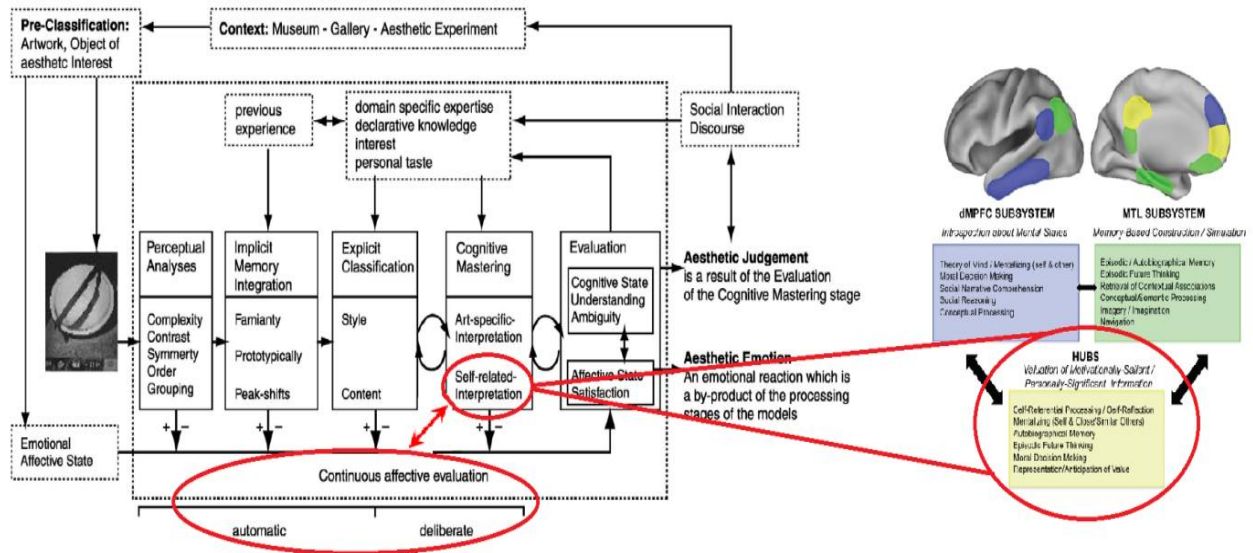 Pre-Classification:
Artwork, Object of
aesthetc Interest
Context: Museum - Gallery - Aesthetic Experiment
previous
experience
domain specific expertise
declarative knowledge
interest
personal taste
Social Interaction
Discourse
Perceptual
Analyses
Complexity
Contrast
Symmerty
Order
Grouping
Implicit
Memory
Integration
Famianty
Prototypically
Peak-shifts
Explicit
Classification
Style
Content
Cognitive
Mastering
Art-specific-
Interpretation
Self-related-
Interpretation
Evaluation
Cognitive State
Understanding
Ambiguity
Affective State
Satisfaction
Aesthetic Judgement
is a result of the Evaluation
of the Cognitive Mastering stage
Aesthetic Emotion
An emotional reaction which is
a by-product of the processing
stages of the models
+ −
+ −
+ −
+ −
Emotional
Affective State
Continuous affective evaluation
automatic
deliberate
dMPFC SUBSYSTEM
Introspection about Mental States
Theory of Mind / Mentalizing (self & other)
Moral Decision Making
Social Narrative Comprehension
Social Reasoning
Conceptual Processing
MTL SUBSYSTEM
Memory-Based Construction / Simulation
Episodic / Autobiographical Memory
Episodic Future Thinking
Retrieval of Contextual Associations
Conceptual/Semantic Processing
Imagery / Imagination
Navigation
HUBS
Valuation of Motivationally-Salient /
Personally-Significant Information
Self-Referential Processing / Self-Reflection
Mentalizing (Self & Close/Similar Others)
Autobiographical Memory
Episodic Future Thinking
Moral Decision Making
Representation/Anticipation of Value